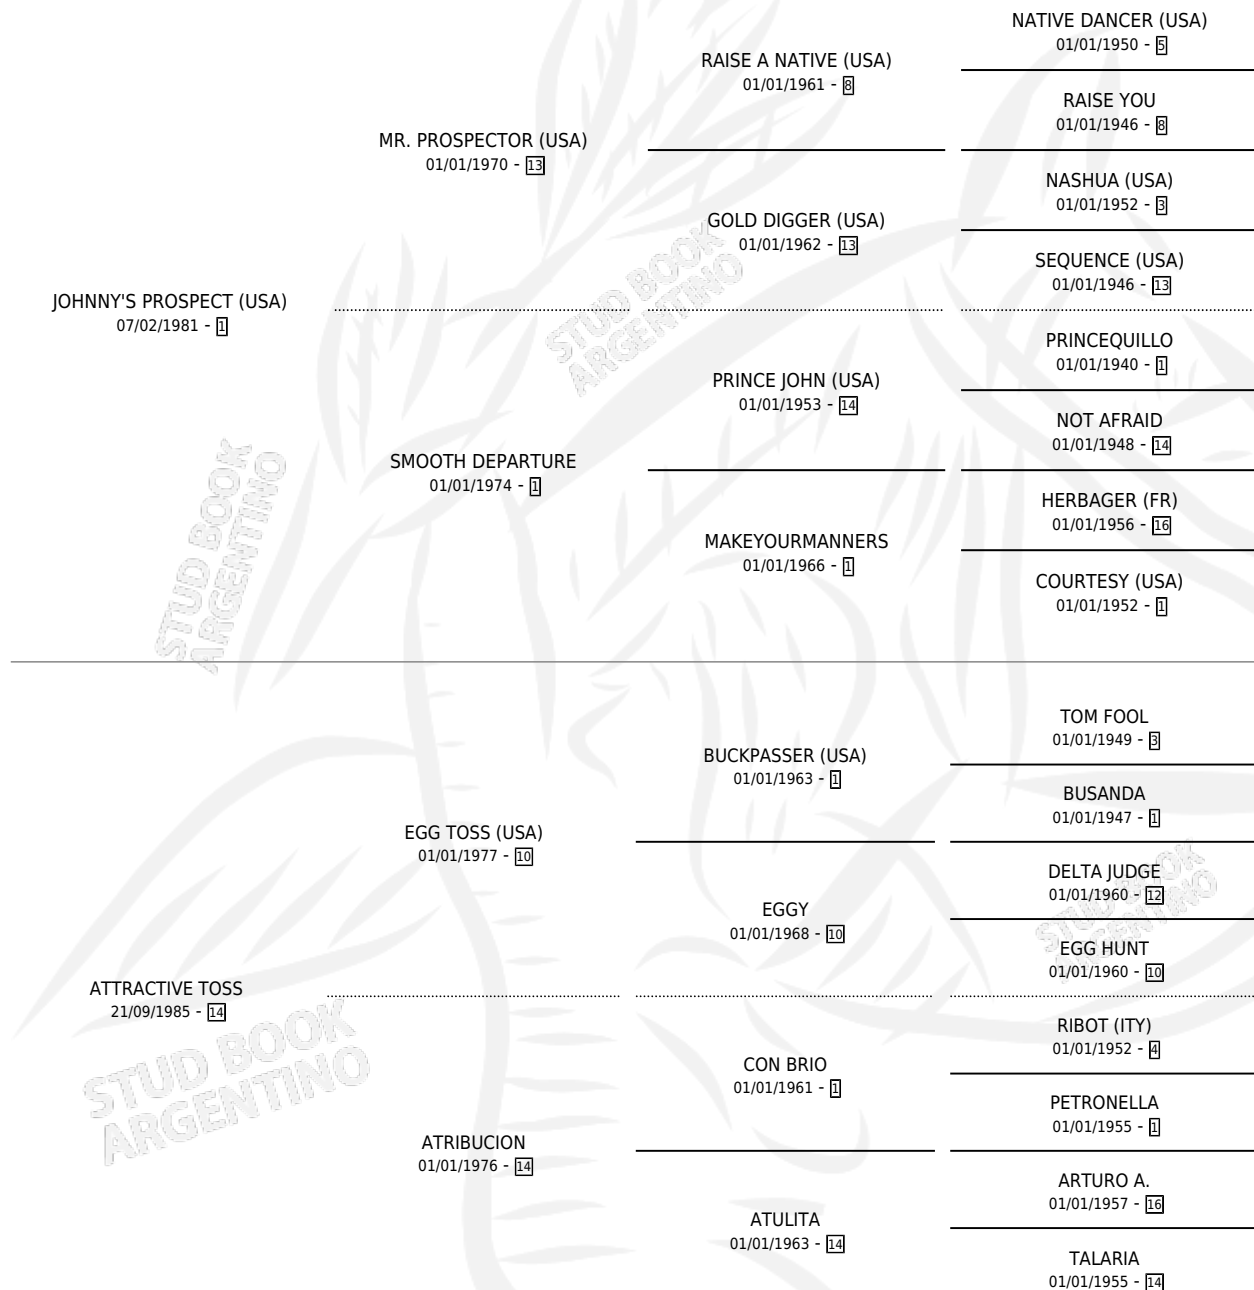 NATIVE DANCER (USA)
01/01/1950 - 5
RAISE A NATIVE (USA)
01/01/1961 - 8
RAISE YOU
01/01/1946 - 8
MR. PROSPECTOR (USA)
01/01/1970 - 13
NASHUA (USA)
01/01/1952 - 3
GOLD DIGGER (USA)
01/01/1962 - 13
SEQUENCE (USA)
01/01/1946 - 13
JOHNNY'S PROSPECT (USA)
07/02/1981 - 1
STUD BOOK
ARGENTINO
PRINCEQUILLO
01/01/1940 - 1
PRINCE JOHN (USA)
01/01/1953 - 14
NOT AFRAID
01/01/1948 - 14
SMOOTH DEPARTURE
01/01/1974 - 1
HERBAGER (FR)
01/01/1956 - 16
MAKEYOURMANNERS
01/01/1966 - 1
COURTESY (USA)
01/01/1952 - 1
STUD BOOK
ARGENTINO
TOM FOOL
01/01/1949 - 3
BUCKPASSER (USA)
01/01/1963 - 1
BUSANDA
01/01/1947 - 1
EGG TOSS (USA)
01/01/1977 - 10
DELTA JUDGE
01/01/1960 - 12
EGGY
01/01/1968 - 10
EGG HUNT
01/01/1960 - 10
STUD BOOK
ARGENTINO
ATTRACTIVE TOSS
21/09/1985 - 14
RIBOT (ITY)
01/01/1952 - 4
CON BRIO
01/01/1961 - 1
PETRONELLA
01/01/1955 - 1
STUD BOOK
ARGENTINO
ATRIBUCION
01/01/1976 - 14
ARTURO A.
01/01/1957 - 16
ATULITA
01/01/1963 - 14
TALARIA
01/01/1955 - 14